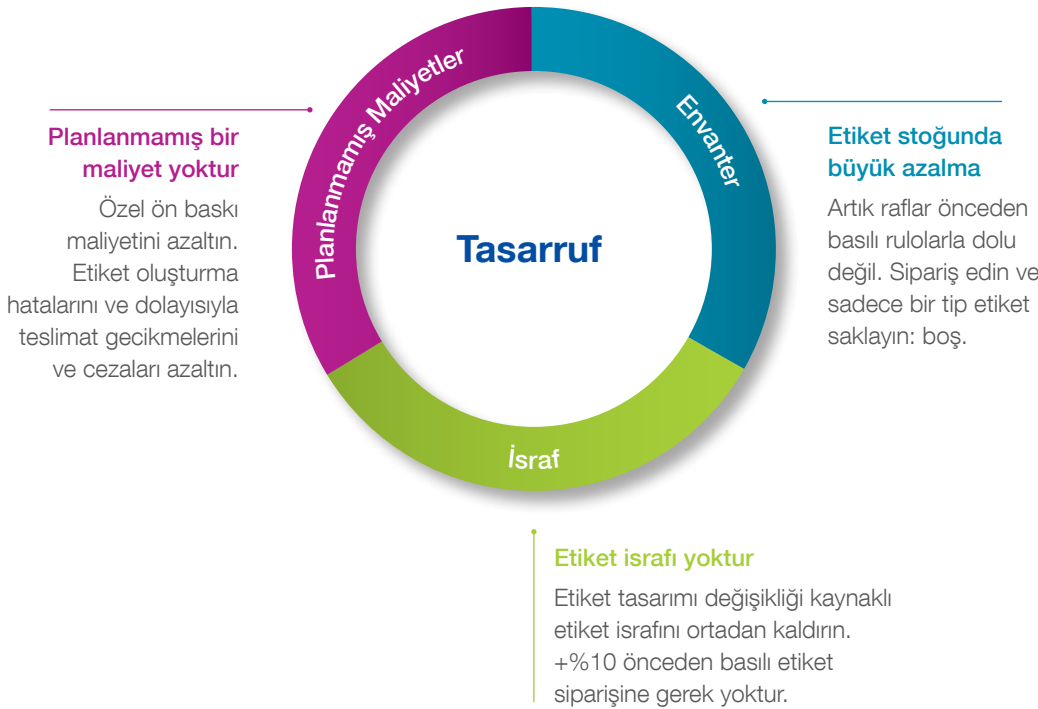 Planlanmamış Maliyetler
Envanter
İsraf
Tasarruf
Planlanmamış bir
maliyet yoktur
Özel ön baskı
maliyetini azaltın.
Etiket oluşturma
hatalarını ve dolayısıyla
teslimat gecikmelerini
ve cezaları azaltın.
Etiket stoğunda
büyük azalma
Artık raflar önceden
basılı rulolarla dolu
değil. Sipariş edin ve
sadece bir tip etiket
saklayın: boş.
Etiket israfı yoktur
Etiket tasarımı değişikliği kaynaklı
etiket israfını ortadan kaldırın.
+%10 önceden basılı etiket
siparişine gerek yoktur.